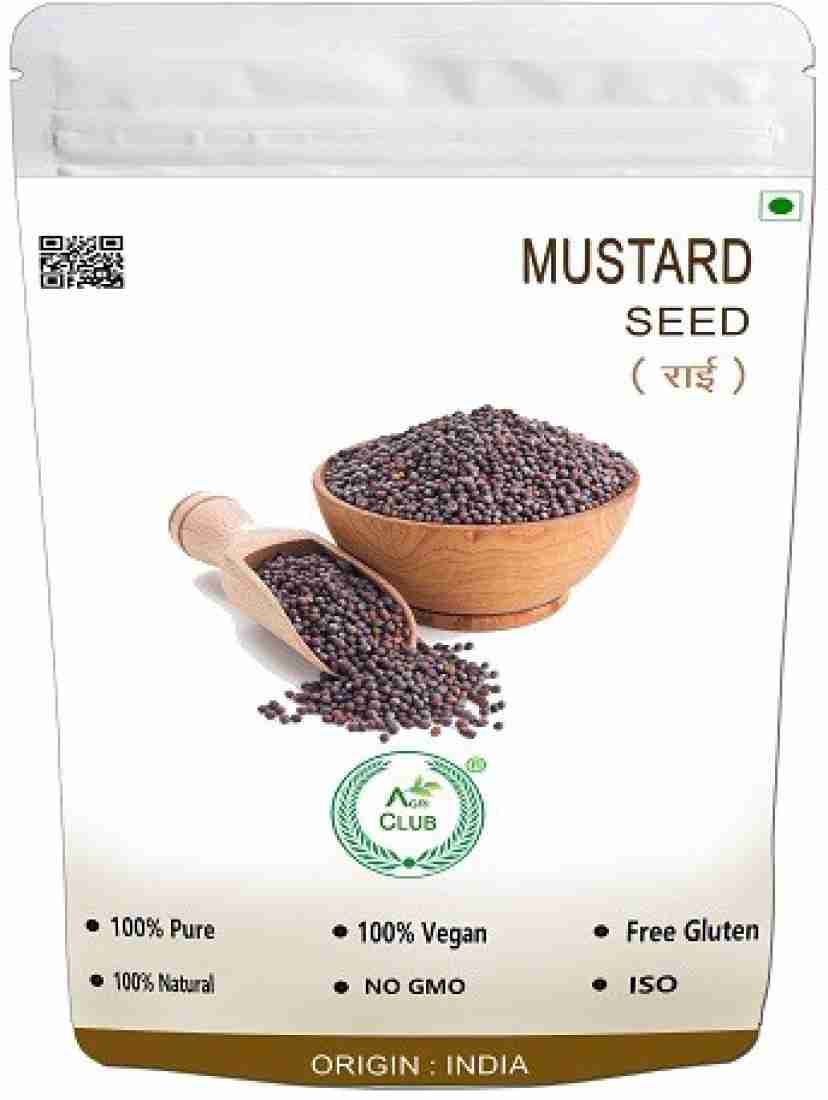 MUSTARD
SEED
( राई )
AGRI
CLUB
®
• 100% Pure
• 100% Vegan
• Free Gluten
• 100% Natural
• NO GMO
• ISO
ORIGIN : INDIA